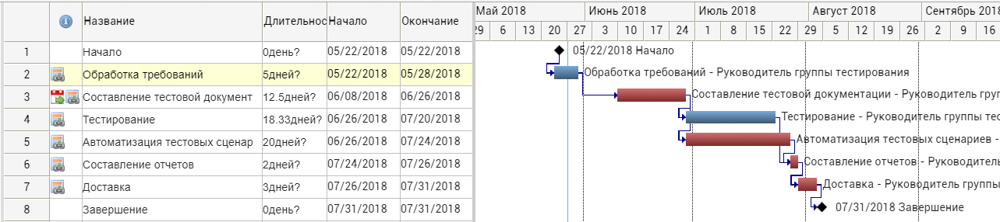 Название Длительнос Начало Окончание
1 Начало 0день? 05/22/2018 05/22/2018
2 Обработка требований 5дней? 05/22/2018 05/28/2018
3 Составление тестовой документ 12.5дней? 06/08/2018 06/26/2018
4 Тестирование 18.33дней? 06/26/2018 07/20/2018
5 Автоматизация тестовых сценар 20дней? 06/26/2018 07/24/2018
6 Составление отчетов 2дней? 07/24/2018 07/26/2018
7 Доставка 3дней? 07/26/2018 07/31/2018
8 Завершение 0день? 07/31/2018 07/31/2018
Май 2018 Июнь 2018 Июль 2018 Август 2018 Сентябрь 2018
29 6 13 20 27 3 10 17 24 1 8 15 22 29 5 12 19 26 2 9 16
05/22/2018 Начало
Обработка требований - Руководитель группы тестирования
Составление тестовой документации - Руководитель груп
Тестирование - Руководитель группы тес
Автоматизация тестовых сценариев -
Составление отчетов - Руководитель
Доставка - Руководитель группы
07/31/2018 Завершение